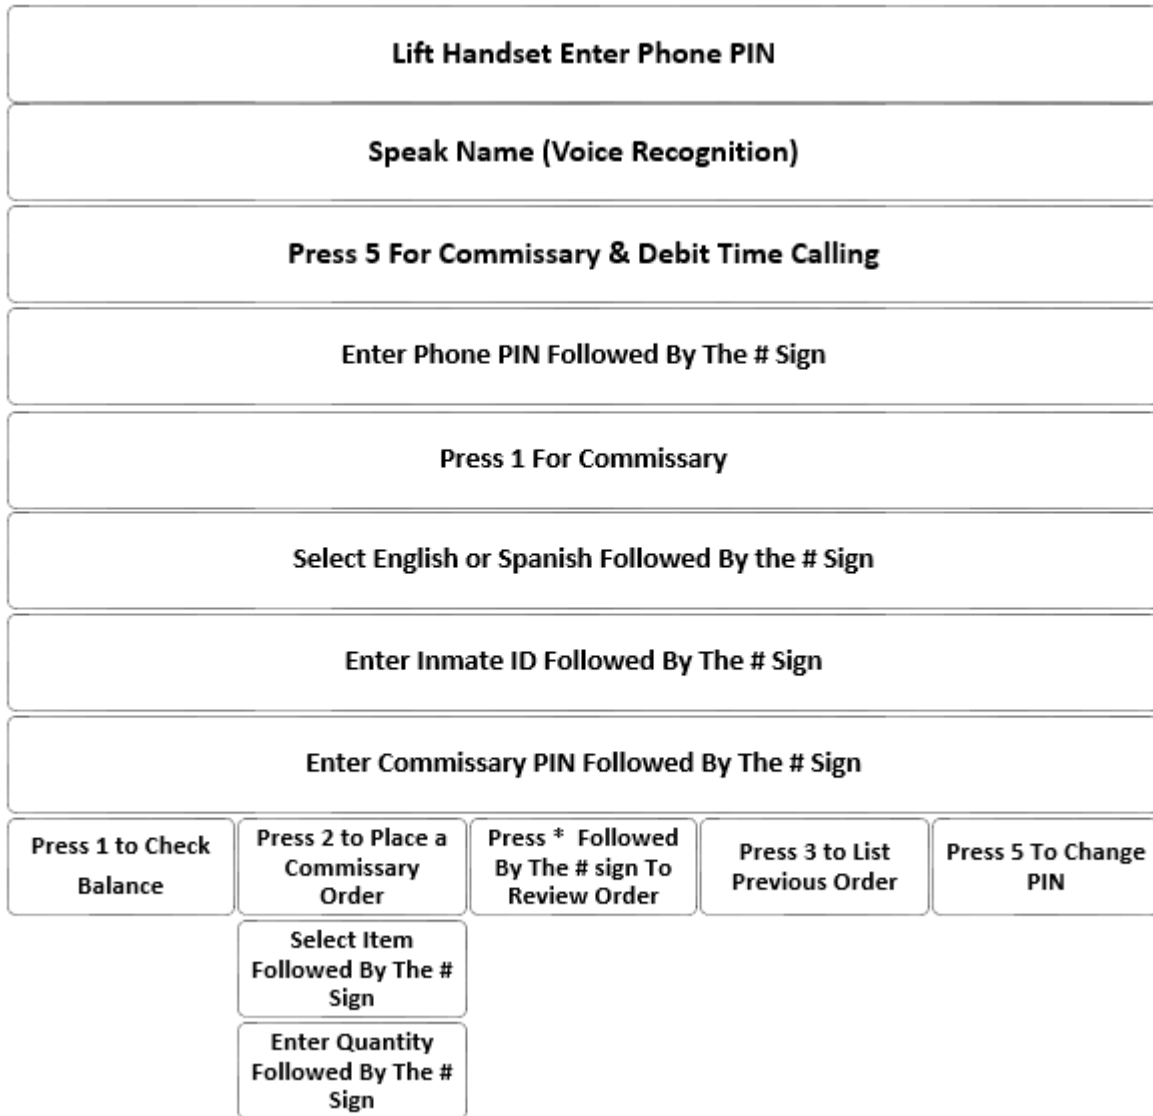 Lift Handset Enter Phone PIN
Speak Name (Voice Recognition)
Press 5 For Commissary & Debit Time Calling
Enter Phone PIN Followed By The # Sign
Press 1 For Commissary
Select English or Spanish Followed By the # Sign
Enter Inmate ID Followed By The # Sign
Enter Commissary PIN Followed By The # Sign
Press 1 to Check
Balance
Press 2 to Place a
Commissary
Order
Press * Followed
By The # sign To
Review Order
Press 3 to List
Previous Order
Press 5 To Change
PIN
Select Item
Followed By The #
Sign
Enter Quantity
Followed By The #
Sign